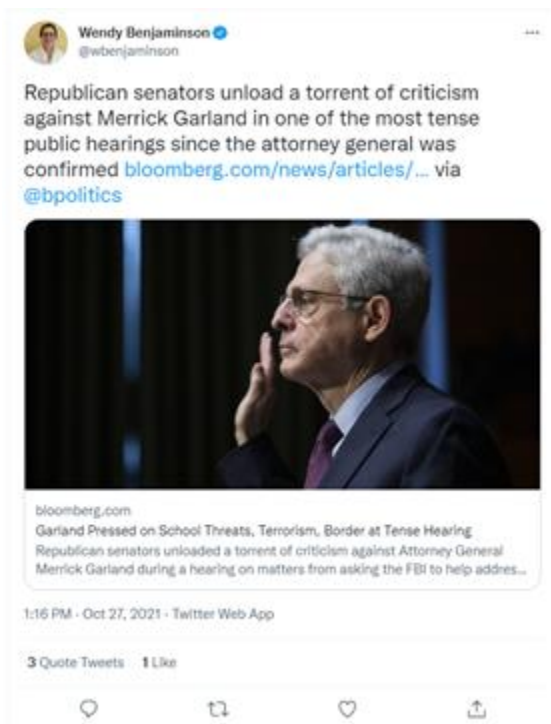 Wendy Benjaminson
@wbenjaminson
Republican senators unload a torrent of criticism
against Merrick Garland in one of the most tense
public hearings since the attorney general was
confirmed bloomberg.com/news/articles/... via
@bpolitics
bloomberg.com
Garland Pressed on School Threats, Terrorism, Border at Tense Hearing
Republican senators unloaded a torrent of criticism against Attorney General
Merrick Garland during a hearing on matters from asking the FBI to help addres...
1:16 PM · Oct 27, 2021 · Twitter Web App
3 Quote Tweets 1 Like